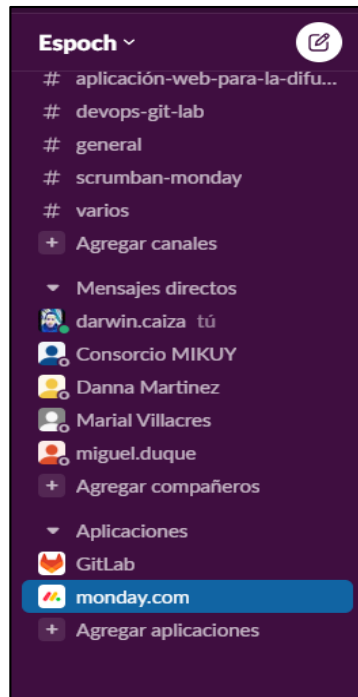 Espoch
# aplicación-web-para-la-difu...
# devops-git-lab
# general
# scrumban-monday
# varios
+ Agregar canales
Mensajes directos
darwin.caiza tú
Consorcio MIKUY
Danna Martinez
Marial Villacres
miguel.duque
+ Agregar compañeros
Aplicaciones
GitLab
monday.com
+ Agregar aplicaciones